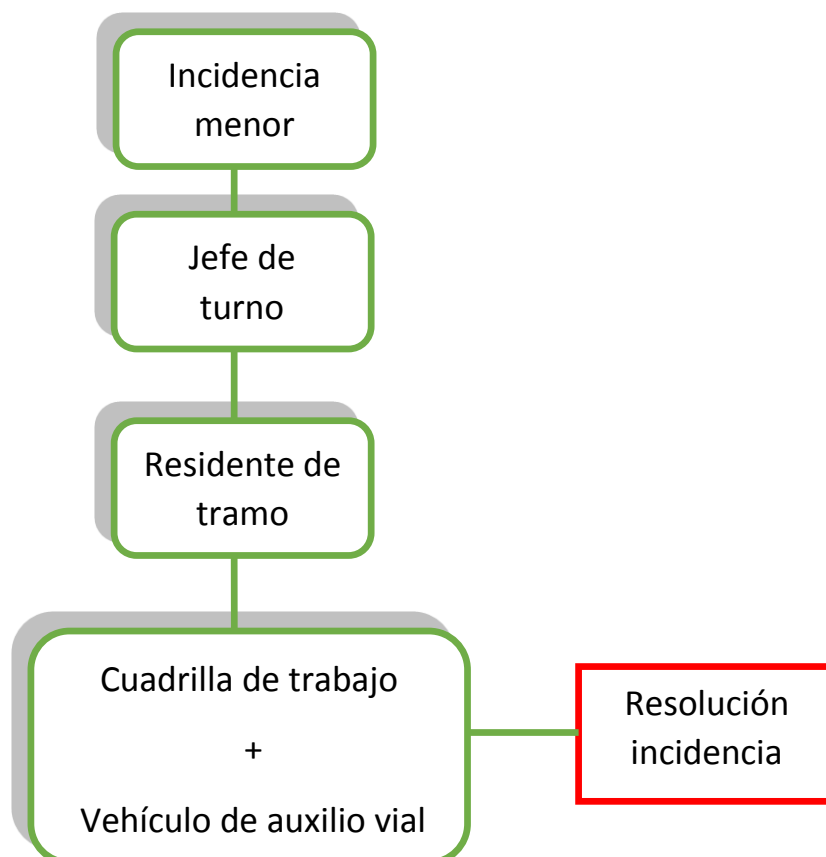 Incidencia
menor
Jefe de
turno
Residente de
tramo
Cuadrilla de trabajo
+
Vehículo de auxilio vial
Resolución
incidencia